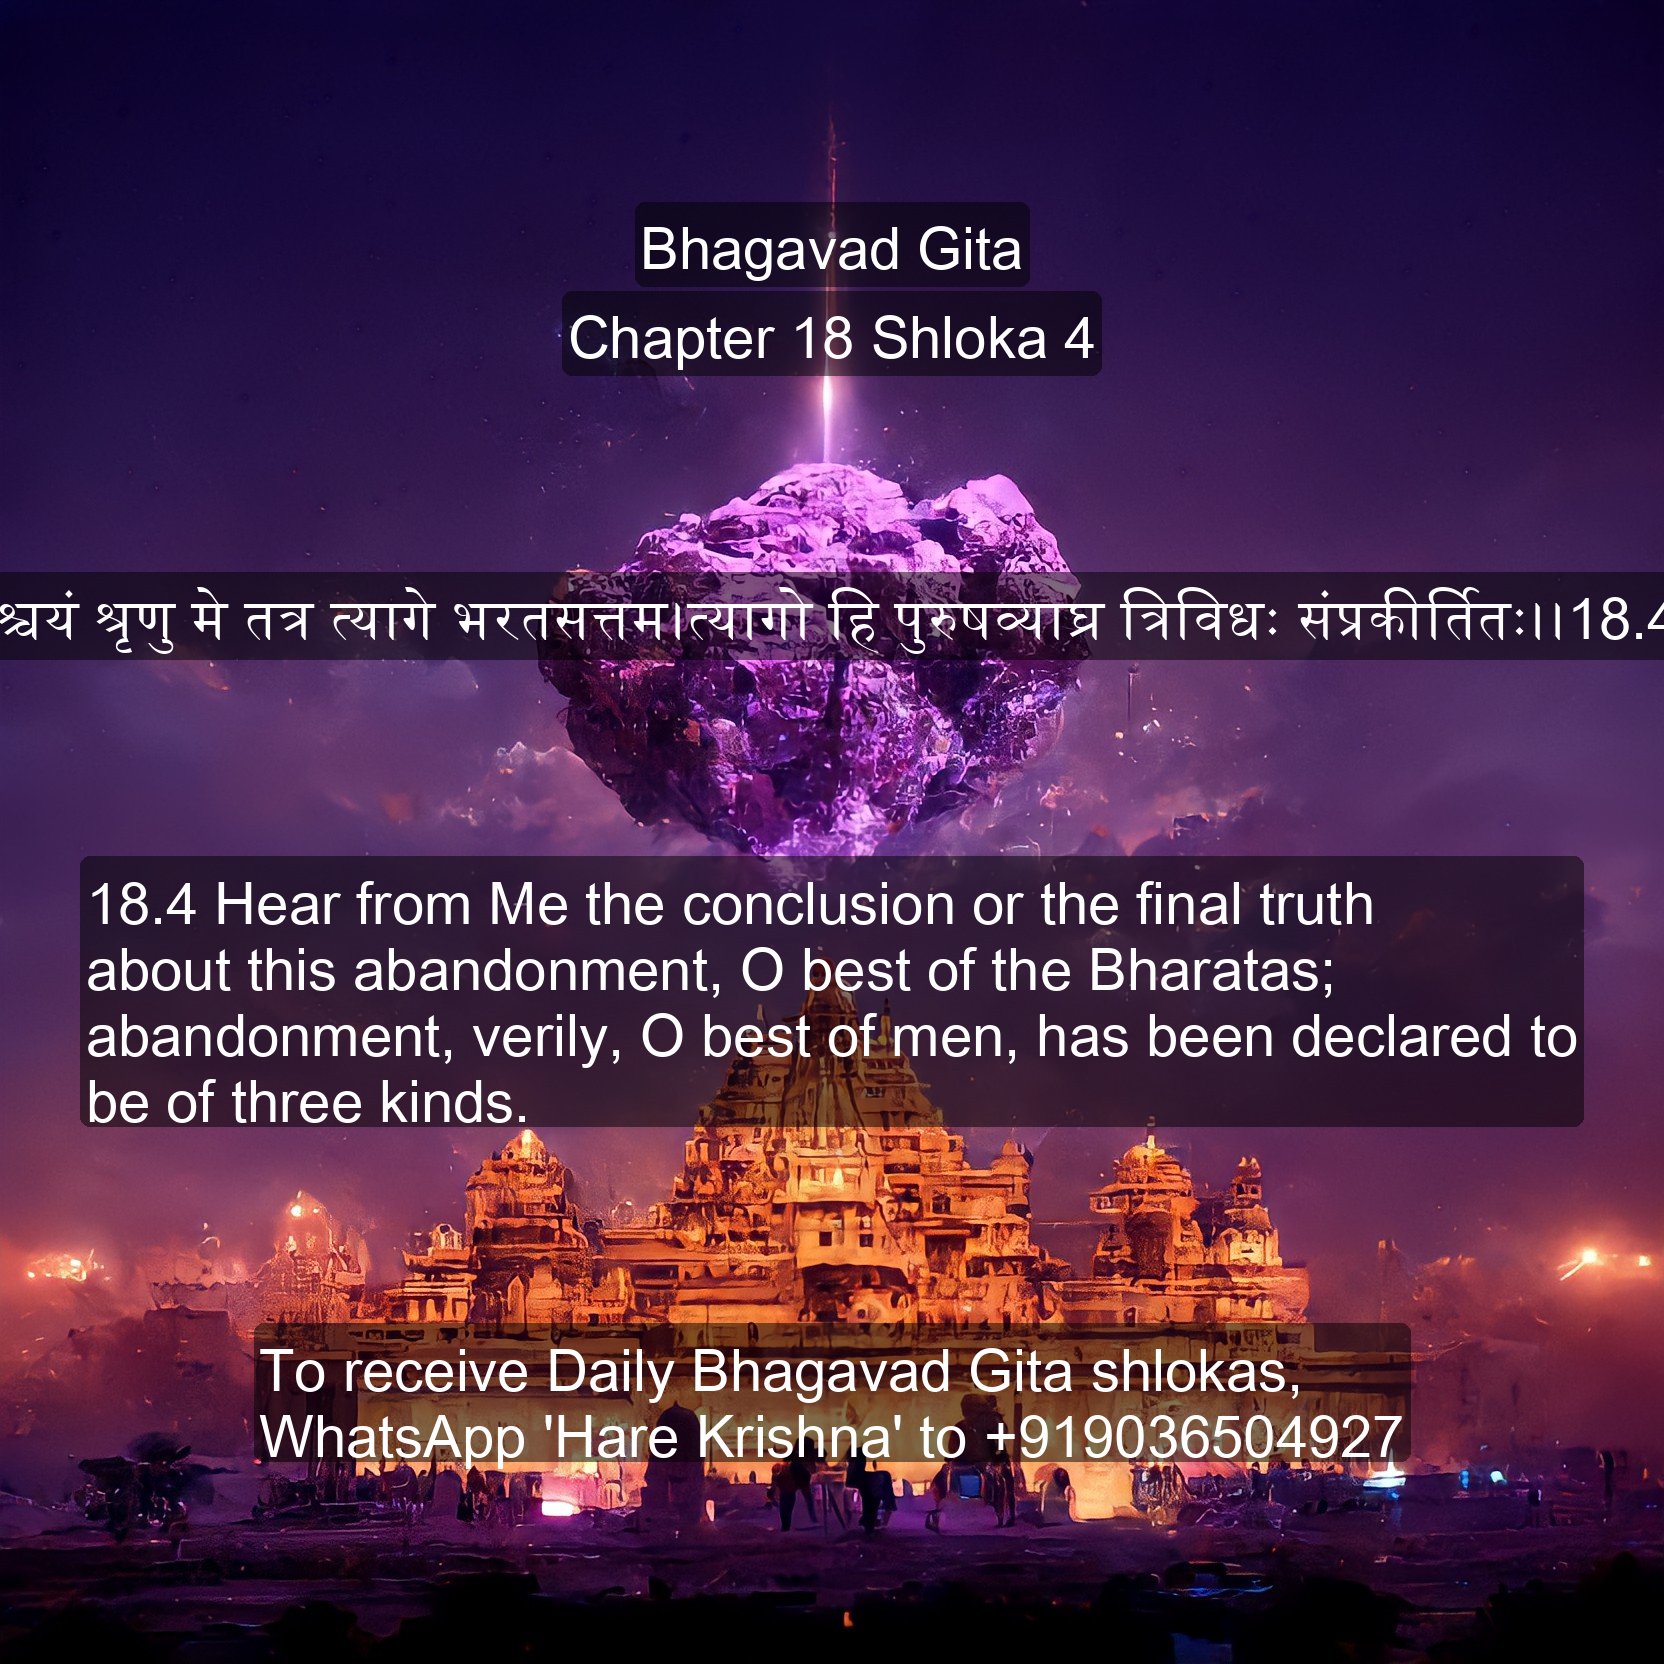 Bhagavad Gita
Chapter 18 Shloka 4
श्चयं श्रृणु मे तत्र त्यागे भरतसत्तम।त्यागो हि पुरुषव्याघ्र त्रिविधः संप्रकीर्तितः।।18.4
18.4 Hear from Me the conclusion or the final truth
about this abandonment, O best of the Bharatas;
abandonment, verily, O best of men, has been declared to
be of three kinds.
To receive Daily Bhagavad Gita shlokas,
WhatsApp 'Hare Krishna' to +919036504927